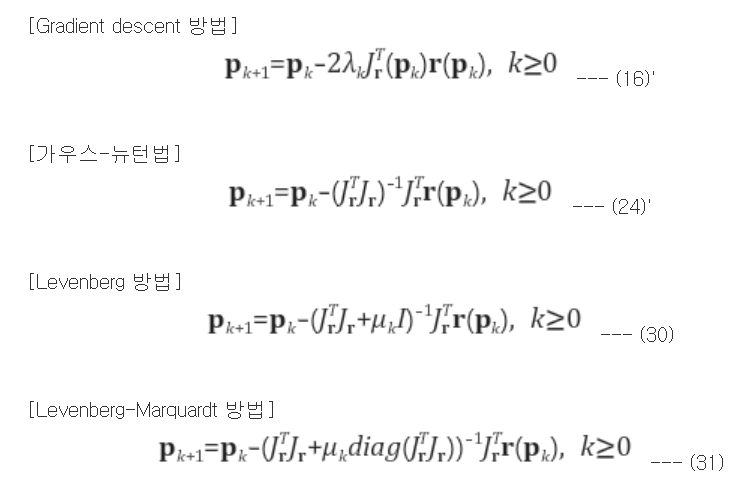 [Gradient descent 방법]
𝐩ₖ₊₁=𝐩ₖ-2λₖJ𝐫ᵀ(𝐩ₖ)𝐫(𝐩ₖ), k≥0 --- (16)'
[가우스-뉴턴법]
𝐩ₖ₊₁=𝐩ₖ-(J𝐫ᵀJ𝐫)⁻¹J𝐫ᵀ𝐫(𝐩ₖ), k≥0 --- (24)'
[Levenberg 방법]
𝐩ₖ₊₁=𝐩ₖ-(J𝐫ᵀJ𝐫+μₖI)⁻¹J𝐫ᵀ𝐫(𝐩ₖ), k≥0 --- (30)
[Levenberg-Marquardt 방법]
𝐩ₖ₊₁=𝐩ₖ-(J𝐫ᵀJ𝐫+μₖdiag(J𝐫ᵀJ𝐫))⁻¹J𝐫ᵀ𝐫(𝐩ₖ), k≥0 --- (31)